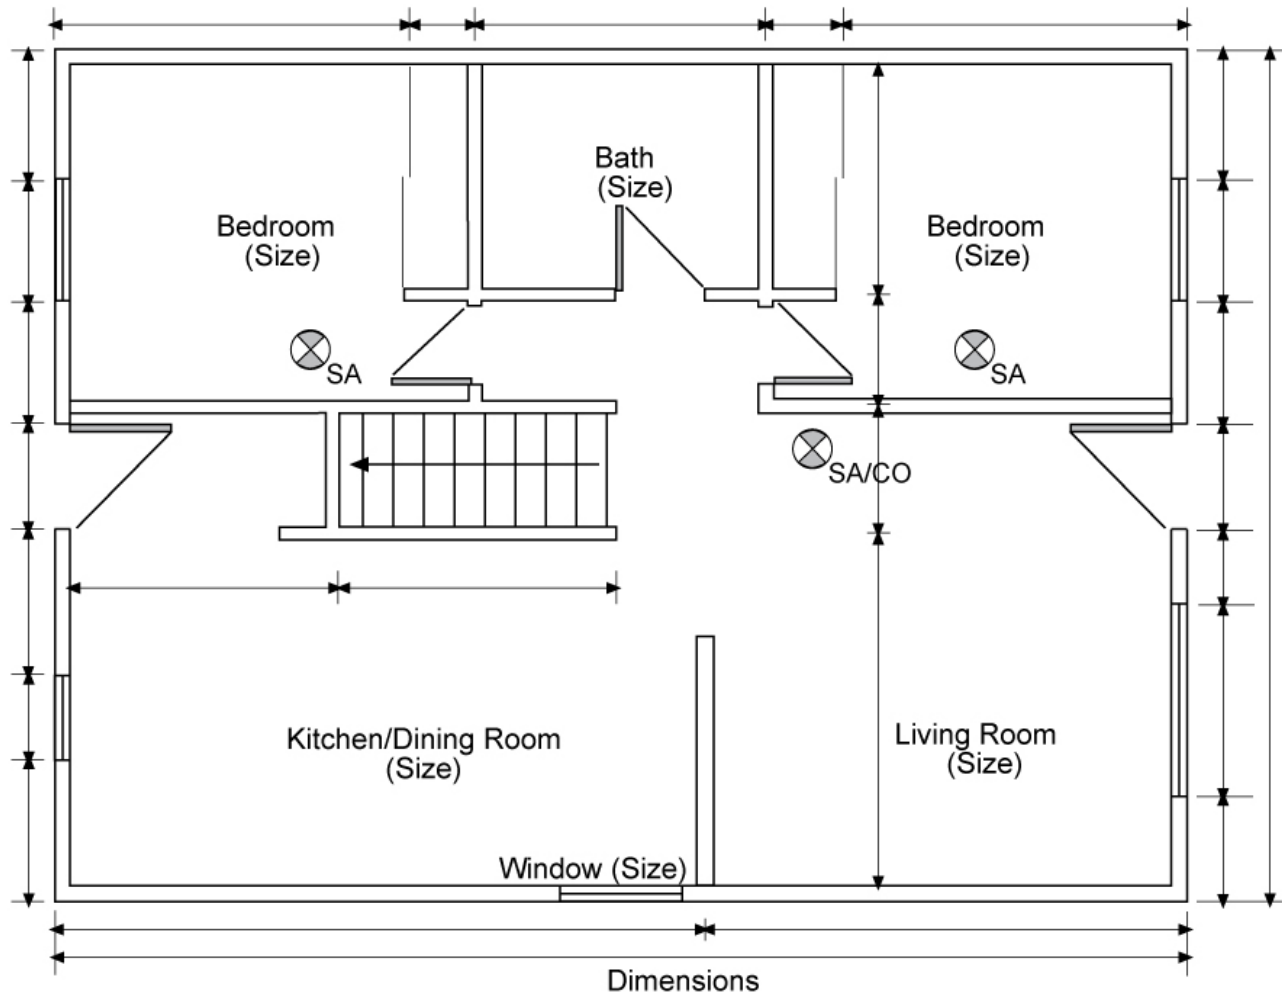 Bath
(Size)
Bedroom
(Size)
Bedroom
(Size)
SA
SA
SA/CO
Kitchen/Dining Room
(Size)
Living Room
(Size)
Window (Size)
Dimensions